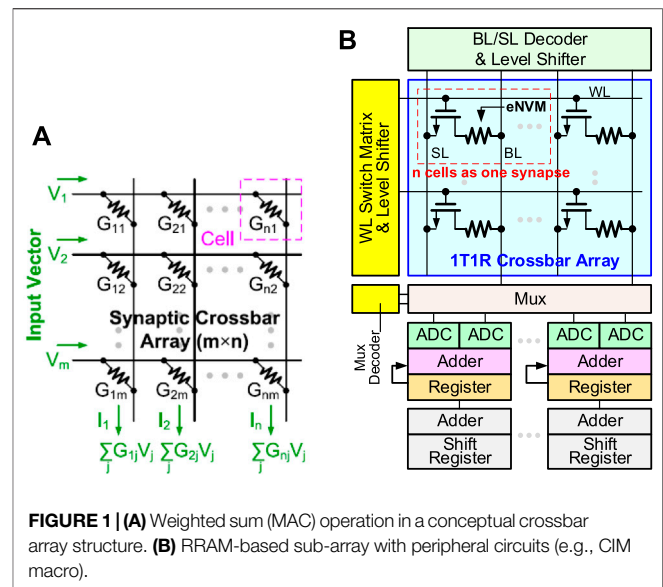 A
V1
V2
Vm
Input Vector
G11
G21
Gn1
Cell
G12
G22
Gn2
Synaptic Crossbar
Array (m×n)
G1m
G2m
Gnm
I1
I2
In
∑G1jVj
j
∑G2jVj
j
∑GnjVj
j
B
BL/SL Decoder
& Level Shifter
WL Switch Matrix
& Level Shifter
WL
eNVM
SL
BL
n cells as one synapse
1T1R Crossbar Array
Mux
Mux
Decoder
ADC ADC
ADC ADC
Adder
Adder
Register
Register
Adder
Adder
Shift
Register
Shift
Register
FIGURE 1 | (A) Weighted sum (MAC) operation in a conceptual crossbar
array structure. (B) RRAM-based sub-array with peripheral circuits (e.g., CIM
macro).